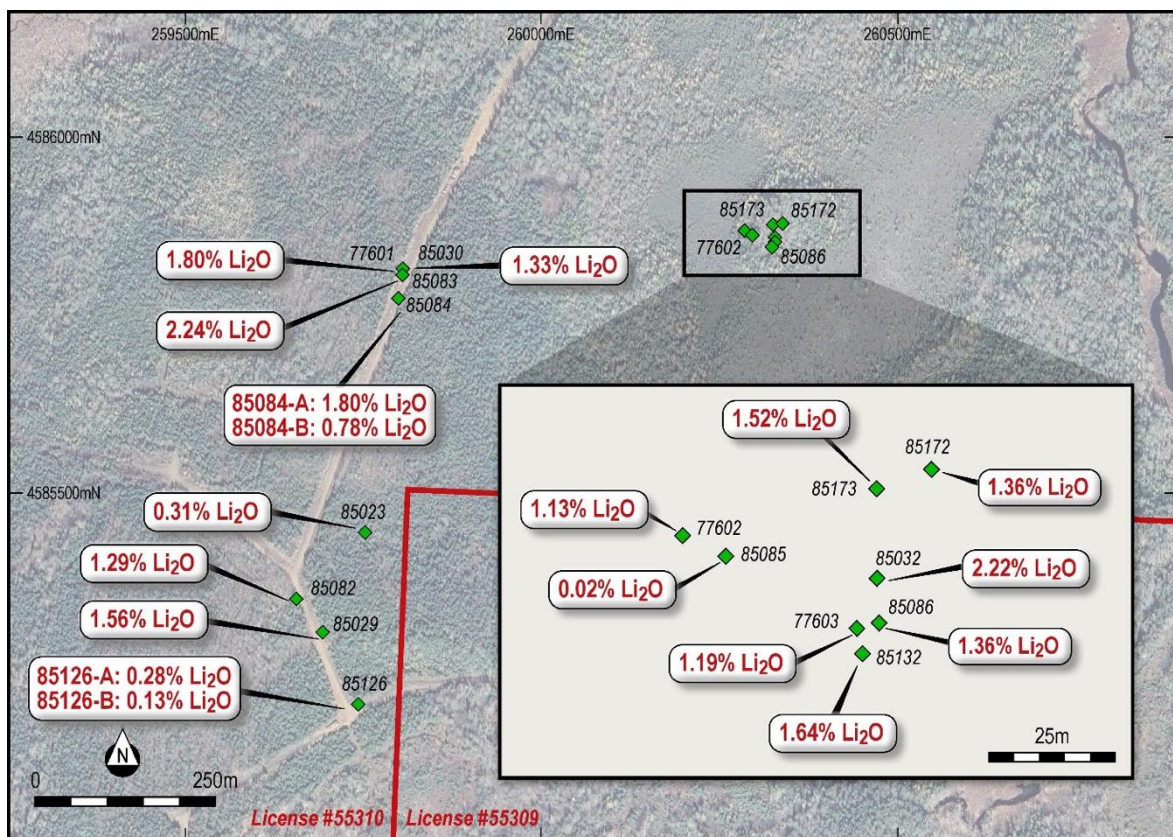 259500mE
260000mE
260500mE
4586000mN
85173
85172
77602
85086
77601
85030
1.80% Li₂O
1.33% Li₂O
85083
85084
2.24% Li₂O
85084-A: 1.80% Li₂O
85084-B: 0.78% Li₂O
4585500mN
0.31% Li₂O
85023
1.29% Li₂O
85082
1.56% Li₂O
85029
85126-A: 0.28% Li₂O
85126-B: 0.13% Li₂O
85126
1.52% Li₂O
85172
85173
1.36% Li₂O
1.13% Li₂O
77602
85085
0.02% Li₂O
85032
2.22% Li₂O
77603
85086
1.19% Li₂O
85132
1.36% Li₂O
1.64% Li₂O
25m
N
0
250m
License #55310
License #55309